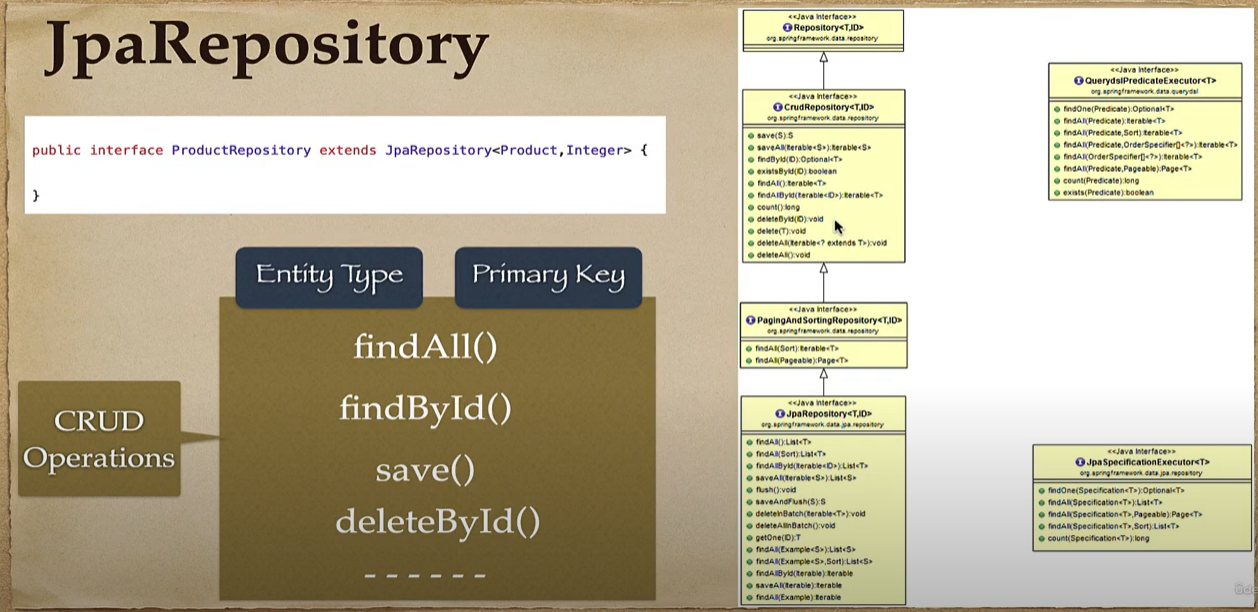 JpaRepository
public interface ProductRepository extends JpaRepository<Product,Integer> {
}
Entity Type
Primary Key
findAll()
findById()
save()
deleteById()
------
CRUD
Operations
<<Java Interface>>
Repository<T,ID>
org.springframework.data.repository
<<Java Interface>>
CrudRepository<T,ID>
org.springframework.data.repository
save(S):S
saveAll(Iterable<S>):Iterable<S>
findById(ID):Optional<T>
existsById(ID):boolean
findAll():Iterable<T>
findAllById(Iterable<ID>):Iterable<T>
count():long
deleteById(ID):void
delete(T):void
deleteAll(Iterable<? extends T>):void
deleteAll():void
<<Java Interface>>
PagingAndSortingRepository<T,ID>
org.springframework.data.repository
findAll(Sort):Iterable<T>
findAll(Pageable):Page<T>
<<Java Interface>>
JpaRepository<T,ID>
org.springframework.data.jpa.repository
findAll():List<T>
findAll(Sort):List<T>
findAllById(Iterable<ID>):List<T>
saveAll(Iterable<S>):List<S>
flush():void
saveAndFlush(S):S
deleteInBatch(Iterable<T>):void
deleteAllInBatch():void
getOne(ID):T
findAll(Example<S>):List<S>
findAll(Example<S>,Sort):List<S>
findAllById(Iterable):Iterable
saveAll(Iterable):Iterable
findAll(Example):Iterable
<<Java Interface>>
QuerydslPredicateExecutor<T>
org.springframework.data.querydsl
findOne(Predicate):Optional<T>
findAll(Predicate):Iterable<T>
findAll(Predicate,Sort):Iterable<T>
findAll(Predicate,OrderSpecifier[]<?>):Iterable<T>
findAll(OrderSpecifier[]<?>):Iterable<T>
findAll(Predicate,Pageable):Page<T>
count(Predicate):long
exists(Predicate):boolean
<<Java Interface>>
JpaSpecificationExecutor<T>
org.springframework.data.jpa.repository
findOne(Specification<T>):Optional<T>
findAll(Specification<T>):List<T>
findAll(Specification<T>,Pageable):Page<T>
findAll(Specification<T>,Sort):List<T>
count(Specification<T>):long